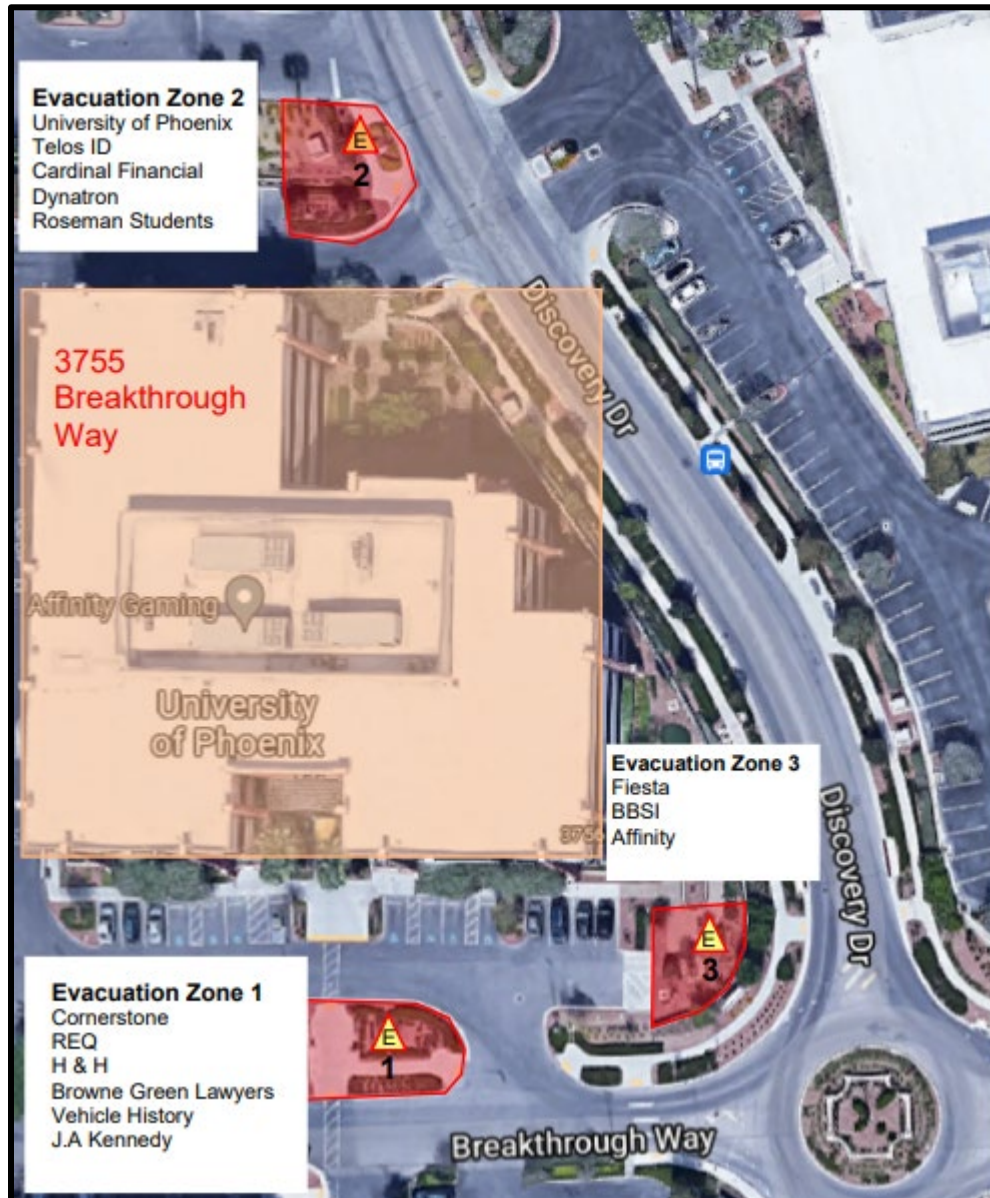 Evacuation Zone 2
University of Phoenix
Telos ID
Cardinal Financial
Dynatron
Roseman Students
E
2
Discovery Dr
3755
Breakthrough
Way
Affinity Gaming
University
of Phoenix
Evacuation Zone 3
Fiesta
BBSI
Affinity
Discovery Dr
E
3
Evacuation Zone 1
Cornerstone
REQ
H & H
Browne Green Lawyers
Vehicle History
J.A Kennedy
E
1
Breakthrough Way